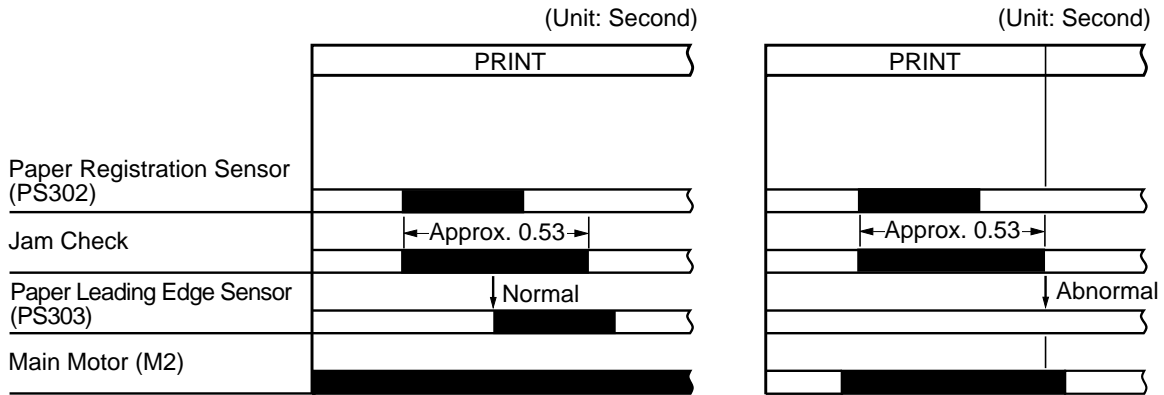 (Unit: Second)
(Unit: Second)
PRINT
PRINT
Paper Registration Sensor
(PS302)
Jam Check
Approx. 0.53
Approx. 0.53
Paper Leading Edge Sensor
(PS303)
Normal
Abnormal
Main Motor (M2)